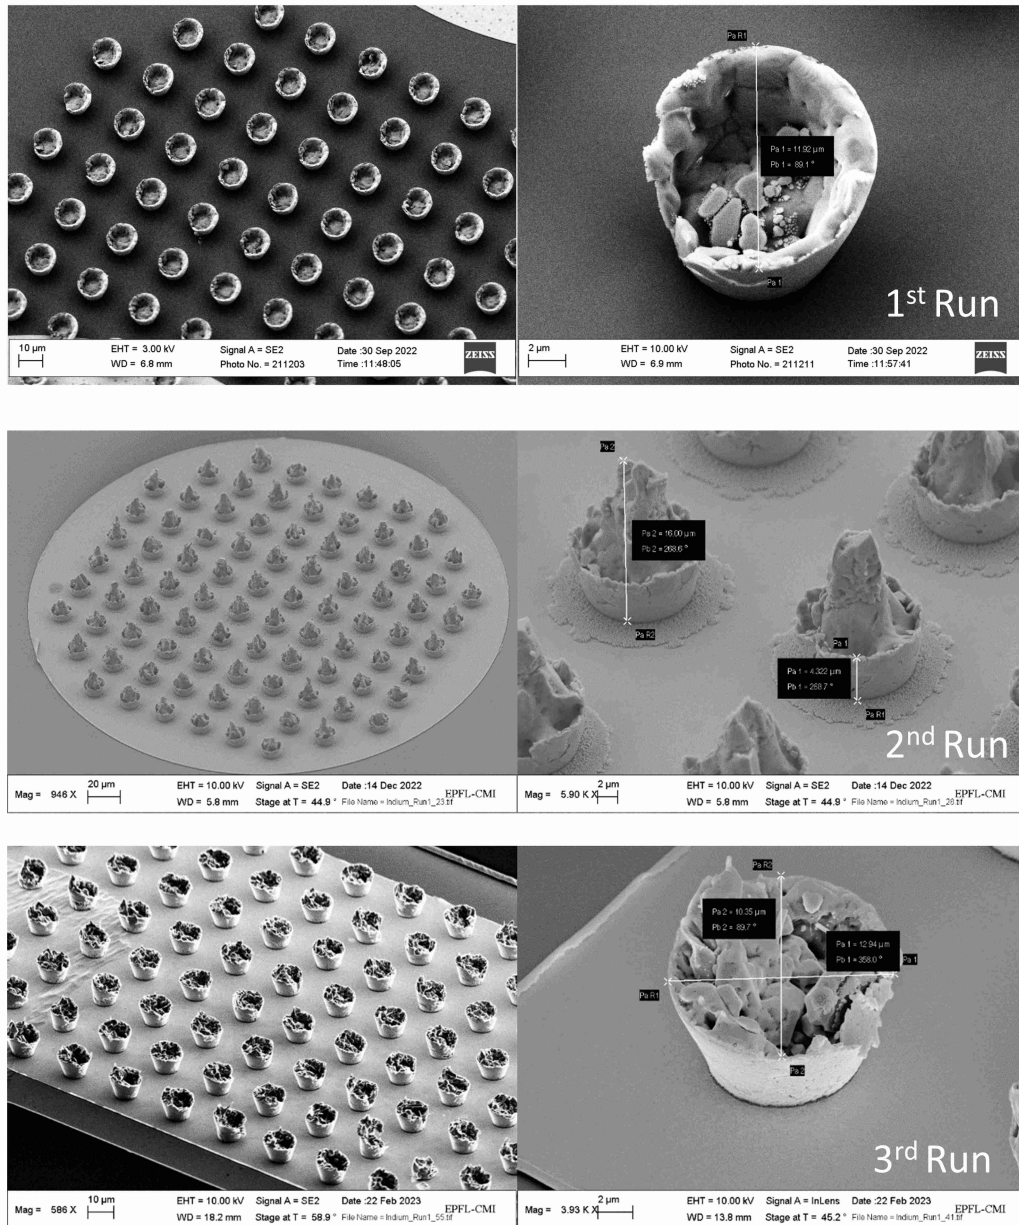 Pa R1
Pa 1 = 11.92 µm
Pb 1 = 89.1 °
Pa 1
1st Run
10 µm
EHT = 3.00 kV
Signal A = SE2
Date :30 Sep 2022
WD = 6.8 mm
Photo No. = 211203
Time :11:48:05
ZEISS
2 µm
EHT = 10.00 kV
Signal A = SE2
Date :30 Sep 2022
WD = 6.9 mm
Photo No. = 211211
Time :11:57:41
ZEISS
Pa 2
Pa 2 = 16.00 µm
Pb 2 = 268.6 °
Pa R2
Pa 1
Pa 1 = 4.322 µm
Pb 1 = 268.7 °
Pa R1
2nd Run
Mag = 946 X
20 µm
EHT = 10.00 kV
Signal A = SE2
Date :14 Dec 2022
WD = 5.8 mm
Stage at T = 44.9 °
File Name = Indium_Run1_23.tif
EPFL-CMI
Mag = 5.90 K X
2 µm
EHT = 10.00 kV
Signal A = SE2
Date :14 Dec 2022
WD = 5.8 mm
Stage at T = 44.9 °
File Name = Indium_Run1_28.tif
EPFL-CMI
Pa R2
Pa 2 = 10.35 µm
Pb 2 = 89.7 °
Pa 1 = 12.94 µm
Pb 1 = 358.0 °
Pa 1
Pa R1
Pa 2
3rd Run
Mag = 586 X
10 µm
EHT = 10.00 kV
Signal A = SE2
Date :22 Feb 2023
WD = 18.2 mm
Stage at T = 58.9 °
File Name = Indium_Run1_55.tif
EPFL-CMI
Mag = 3.93 K X
2 µm
EHT = 10.00 kV
Signal A = InLens
Date :22 Feb 2023
WD = 13.8 mm
Stage at T = 45.2 °
File Name = Indium_Run1_41.tif
EPFL-CMI